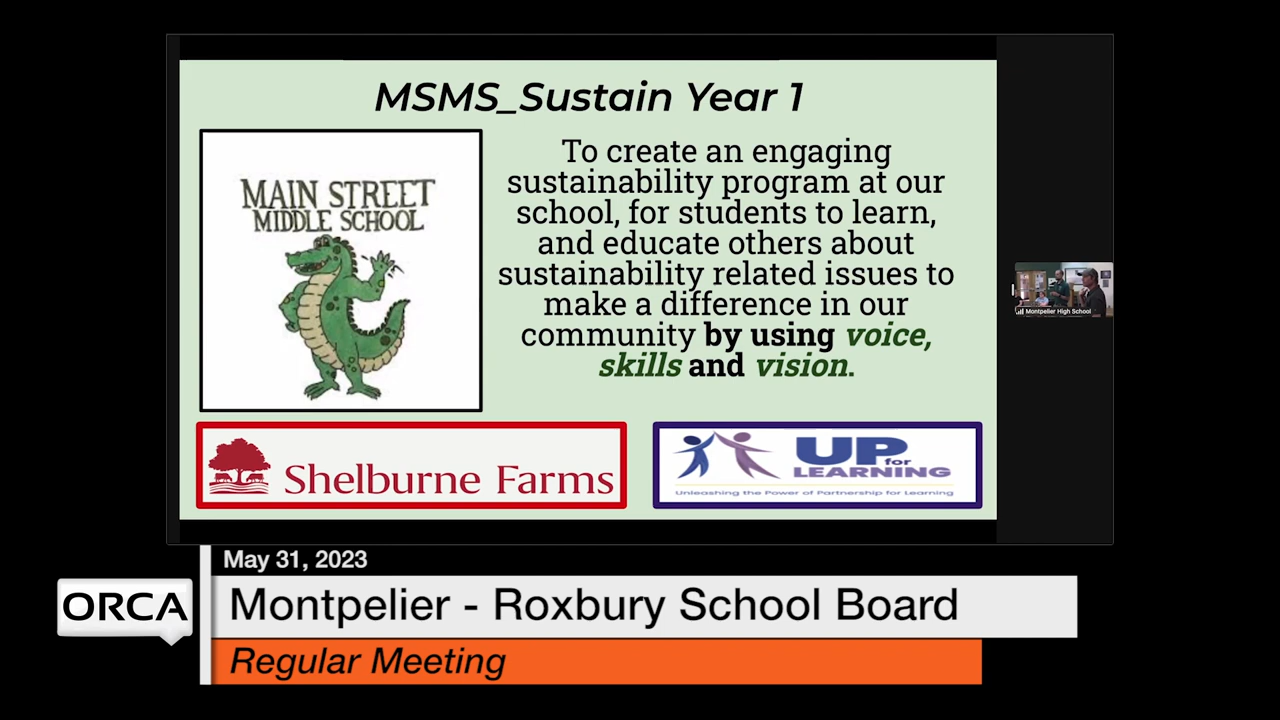 MSMS_Sustain Year 1
MAIN STREET
MIDDLE SCHOOL
To create an engaging
sustainability program at our
school, for students to learn,
and educate others about
sustainability related issues to
make a difference in our
community by using voice,
skills and vision.
Shelburne Farms
UP
for
LEARNING
Unleashing the Power of Partnership for Learning
Montpelier High School
May 31, 2023
ORCA
Montpelier - Roxbury School Board
Regular Meeting